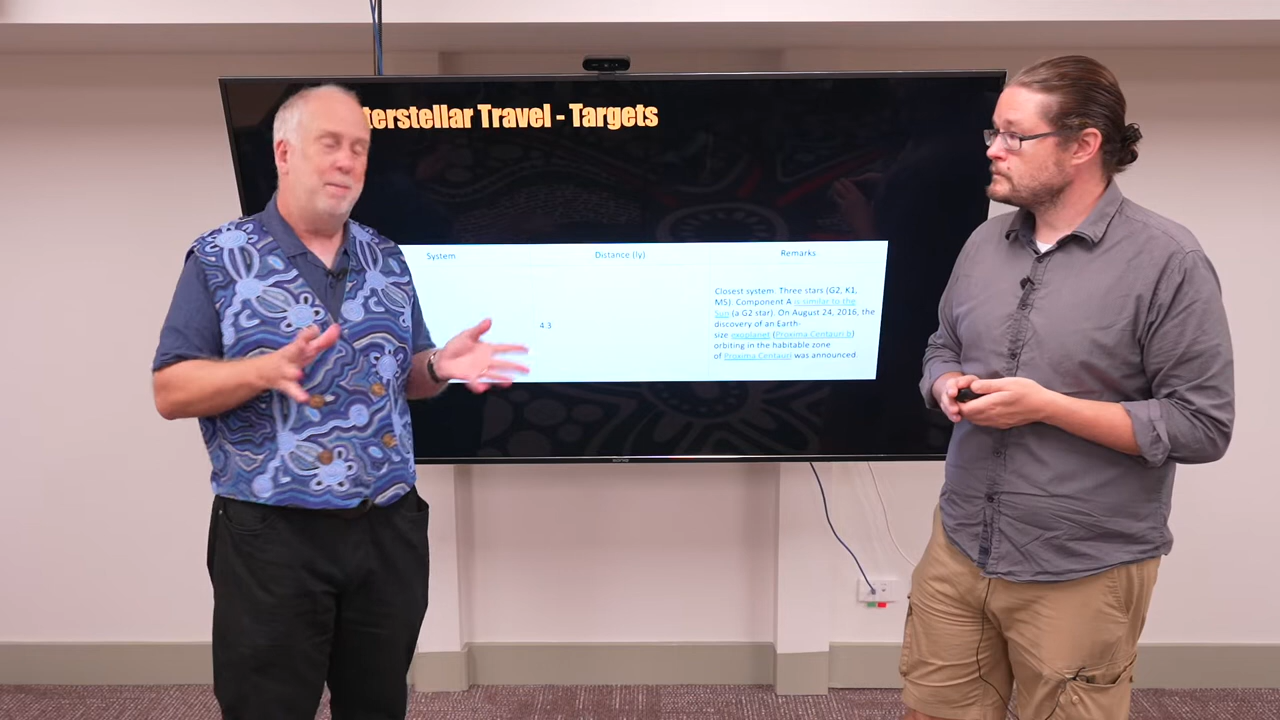 terstellar Travel - Targets
System
Distance (ly)
Remarks
4.3
Closest system. Three stars (G2, K1,
M5). Component A is similar to the
Sun (a G2 star). On August 24, 2016, the
discovery of an Earth-
size exoplanet (Proxima Centauri b)
orbiting in the habitable zone
of Proxima Centauri was announced.